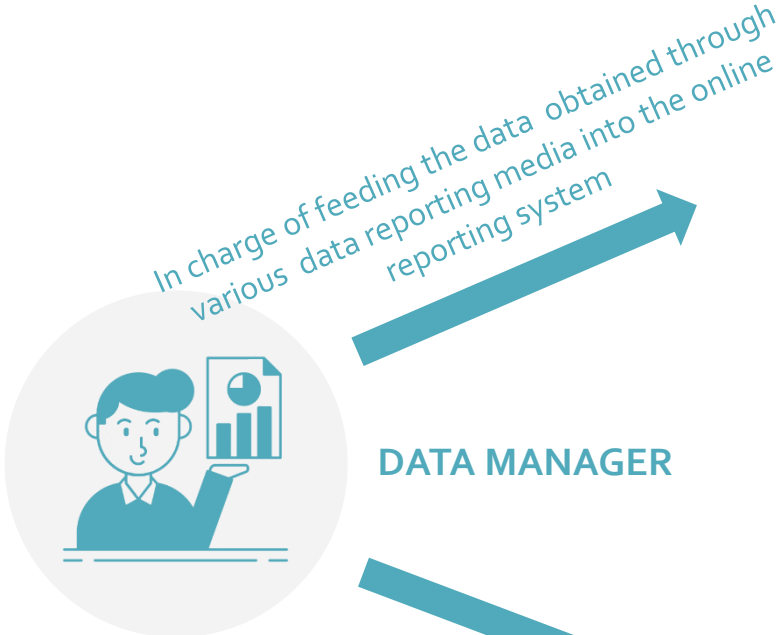 In charge of feeding the data obtained through
various data reporting media into the online
reporting system
DATA MANAGER